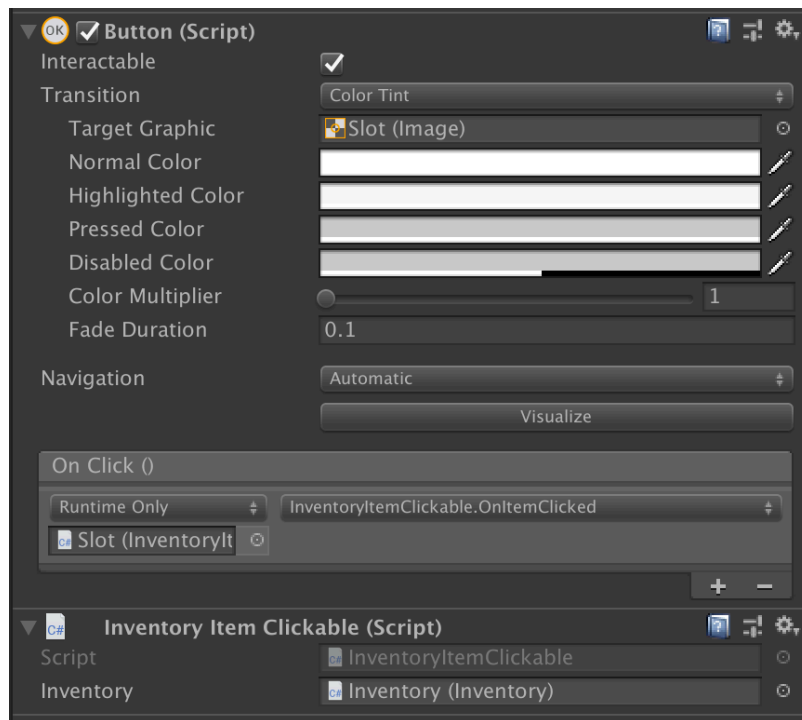 OK Button (Script)
Interactable
Transition Color Tint
Target Graphic Slot (Image)
Normal Color
Highlighted Color
Pressed Color
Disabled Color
Color Multiplier 1
Fade Duration 0.1
Navigation Automatic
Visualize
On Click ()
Runtime Only InventoryItemClickable.OnItemClicked
C# Slot (InventoryIt
+ −
C# Inventory Item Clickable (Script)
Script C# InventoryItemClickable
Inventory C# Inventory (Inventory)